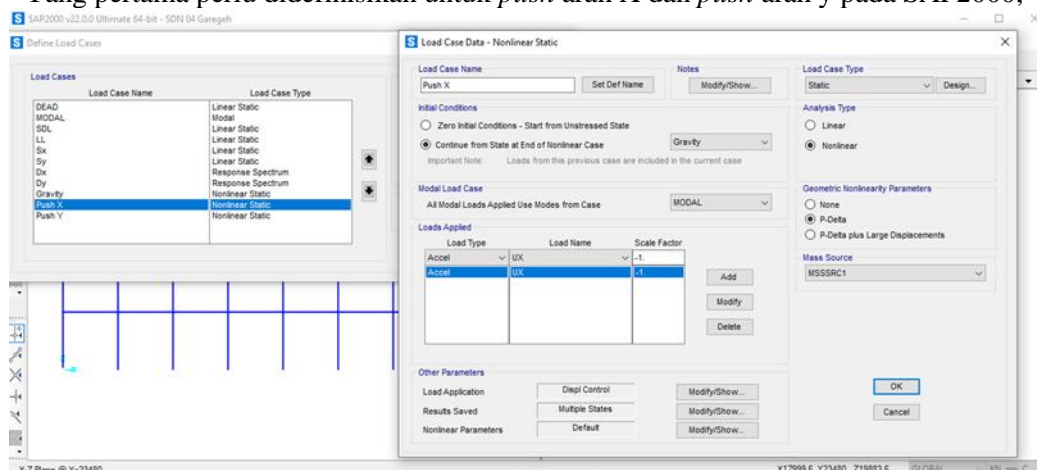 Yang pertama perlu didefinisikan untuk push arah X dan push arah y pada SAP2000,
SAP2000 v22.0.0 Ultimate 64-bit - SDN 04 Garegeh
Define Load Cases
Load Cases
Load Case Name Load Case Type
DEAD Linear Static
MODAL Modal
SDL Linear Static
LL Linear Static
Sx Linear Static
Sy Linear Static
Dx Response Spectrum
Dy Response Spectrum
Gravity Nonlinear Static
Push X Nonlinear Static
Push Y Nonlinear Static
Load Case Data - Nonlinear Static
Load Case Name Notes Load Case Type
Push X Set Def Name Modify/Show... Static Design...
Initial Conditions Analysis Type
Zero Initial Conditions - Start from Unstressed State Linear
Continue from State at End of Nonlinear Case Gravity Nonlinear
Important Note: Loads from this previous case are included in the current case
Modal Load Case Geometric Nonlinearity Parameters
All Modal Loads Applied Use Modes from Case MODAL None
P-Delta
Loads Applied P-Delta plus Large Displacements
Load Type Load Name Scale Factor Mass Source
Accel UX -1. MSSSRC1
Accel UX -1. Add
Modify
Delete
Other Parameters
Load Application Displ Control Modify/Show... OK
Results Saved Multiple States Modify/Show... Cancel
Nonlinear Parameters Default Modify/Show...
X-Z Plane @ Y=23480 X17999.6 Y23480. Z19883.6 GLOBAL